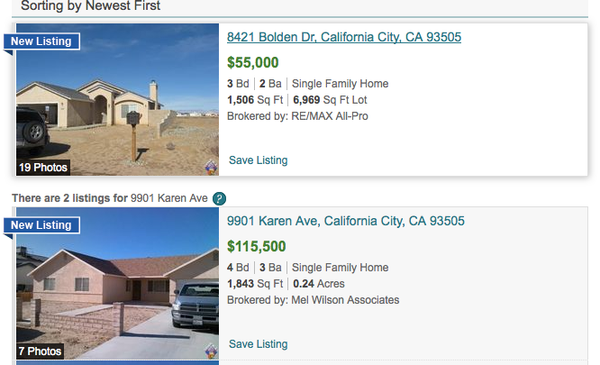 Sorting by Newest First
New Listing
8421 Bolden Dr, California City, CA 93505
$55,000
3 Bd | 2 Ba | Single Family Home
1,506 Sq Ft | 6,969 Sq Ft Lot
Brokered by: RE/MAX All-Pro
Save Listing
19 Photos
There are 2 listings for 9901 Karen Ave ?
New Listing
9901 Karen Ave, California City, CA 93505
$115,500
4 Bd | 3 Ba | Single Family Home
1,843 Sq Ft | 0.24 Acres
Brokered by: Mel Wilson Associates
Save Listing
7 Photos